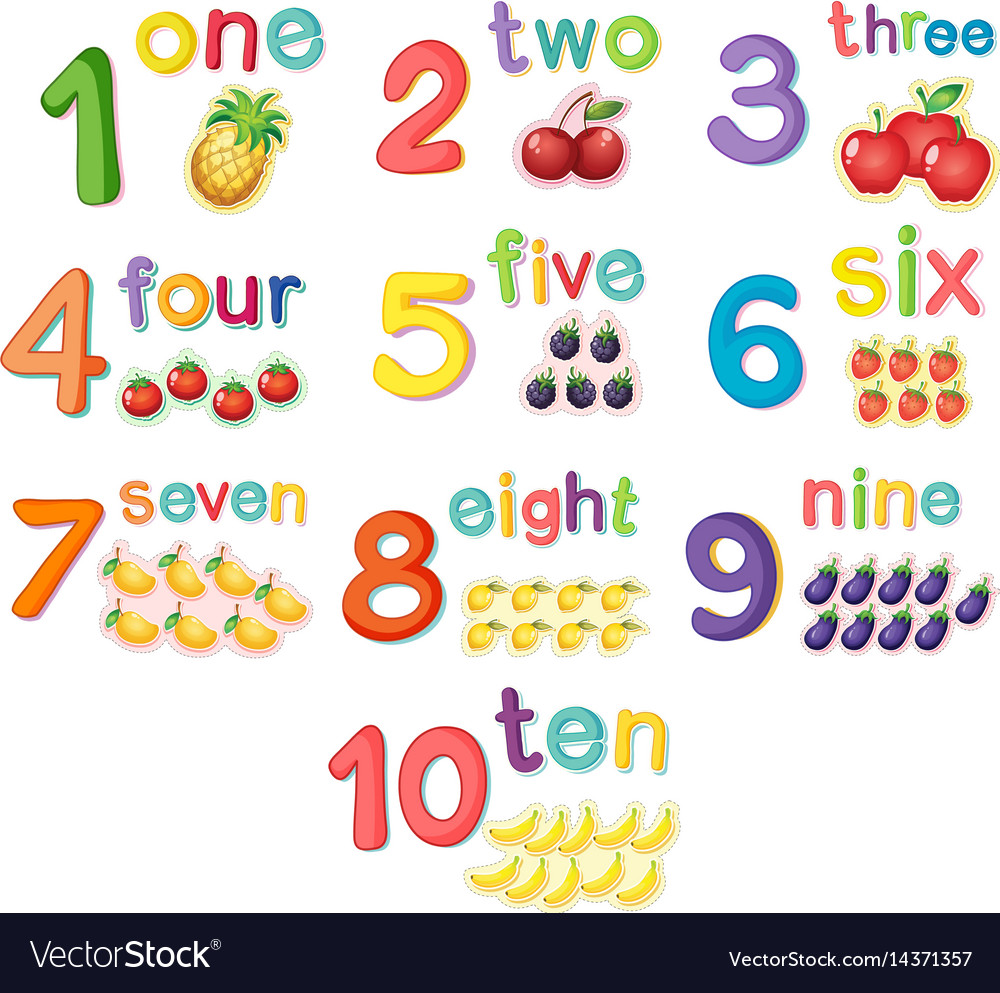 1 one
2 two
3 three
4 four
5 five
6 six
7 seven
8 eight
9 nine
10 ten
VectorStock®
VectorStock.com/14371357